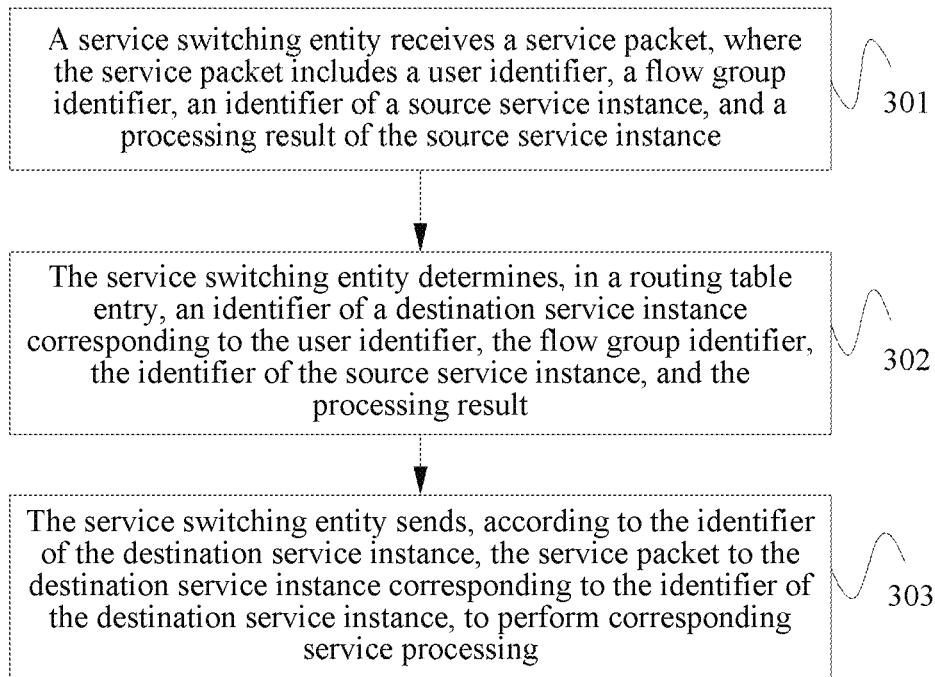 A service switching entity receives a service packet, where
the service packet includes a user identifier, a flow group
identifier, an identifier of a source service instance, and a
processing result of the source service instance
301
The service switching entity determines, in a routing table
entry, an identifier of a destination service instance
corresponding to the user identifier, the flow group identifier,
the identifier of the source service instance, and the
processing result
302
The service switching entity sends, according to the identifier
of the destination service instance, the service packet to the
destination service instance corresponding to the identifier of
the destination service instance, to perform corresponding
service processing
303